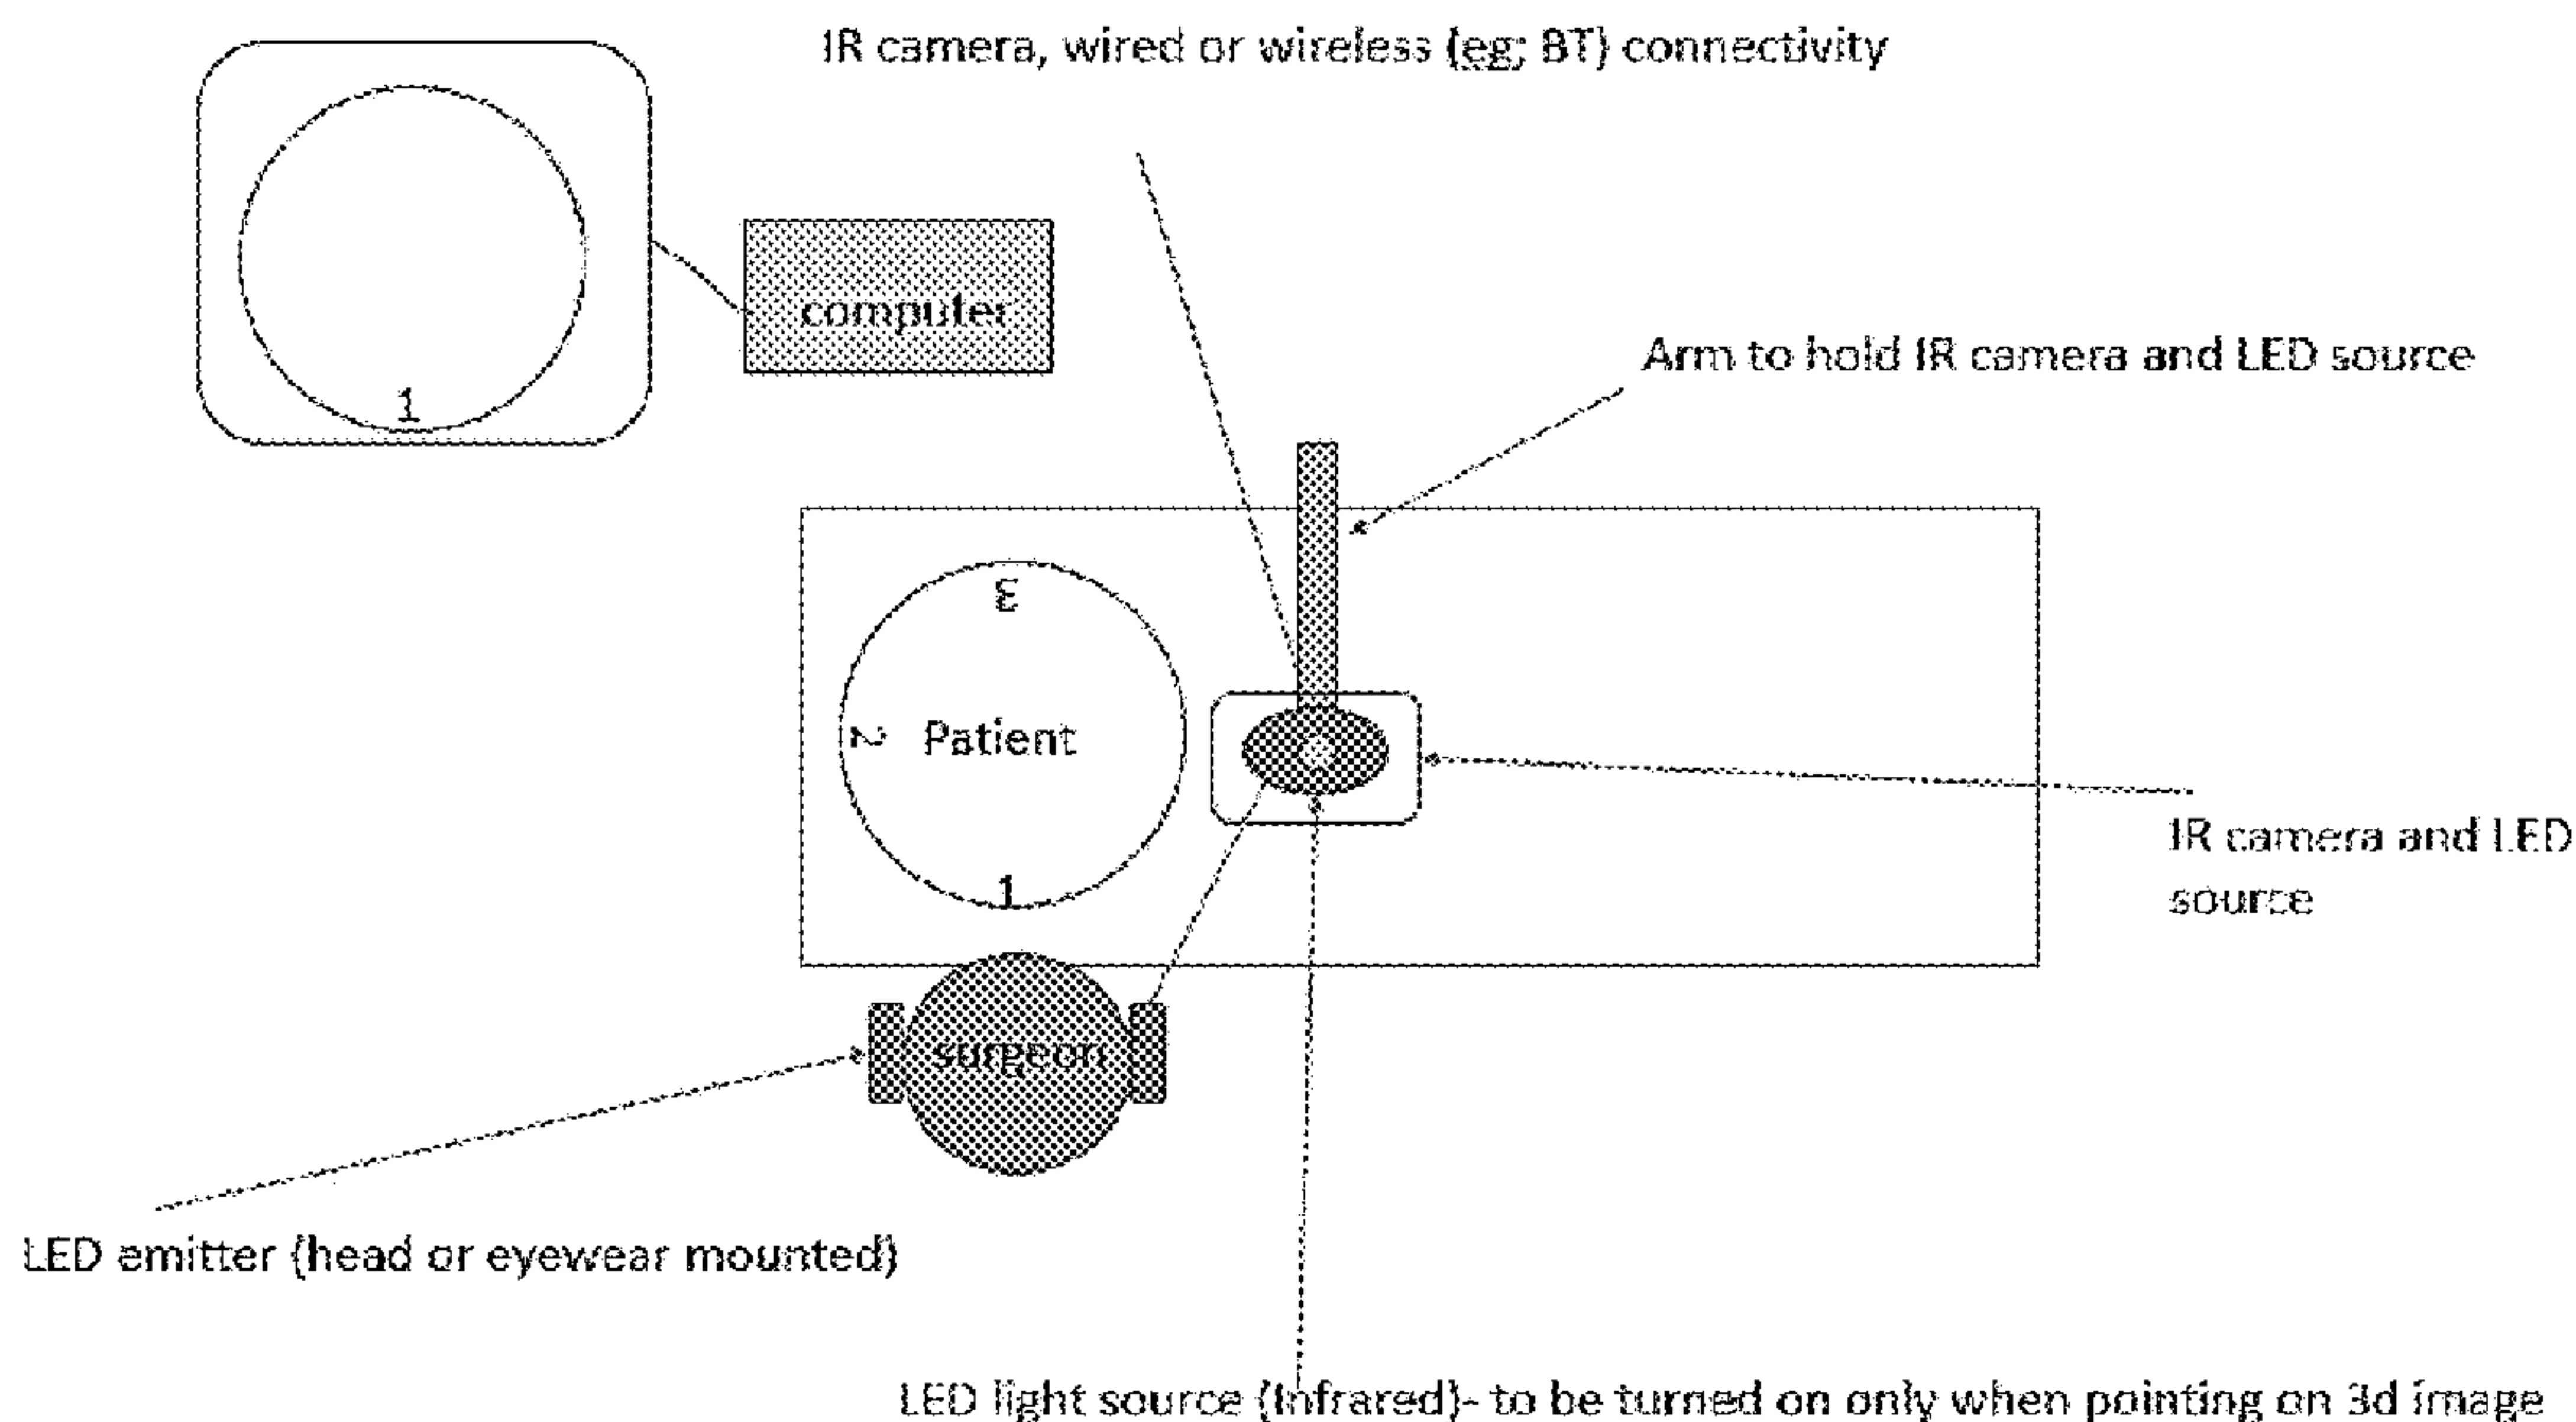 IR camera, wired or wireless (eg; BT) connectivity
computer
1
Arm to hold IR camera and LED source
3
2
Patient
1
IR camera and LED
source
surgeon
LED emitter (head or eyewear mounted)
LED light source (Infrared)- to be turned on only when pointing on 3d image